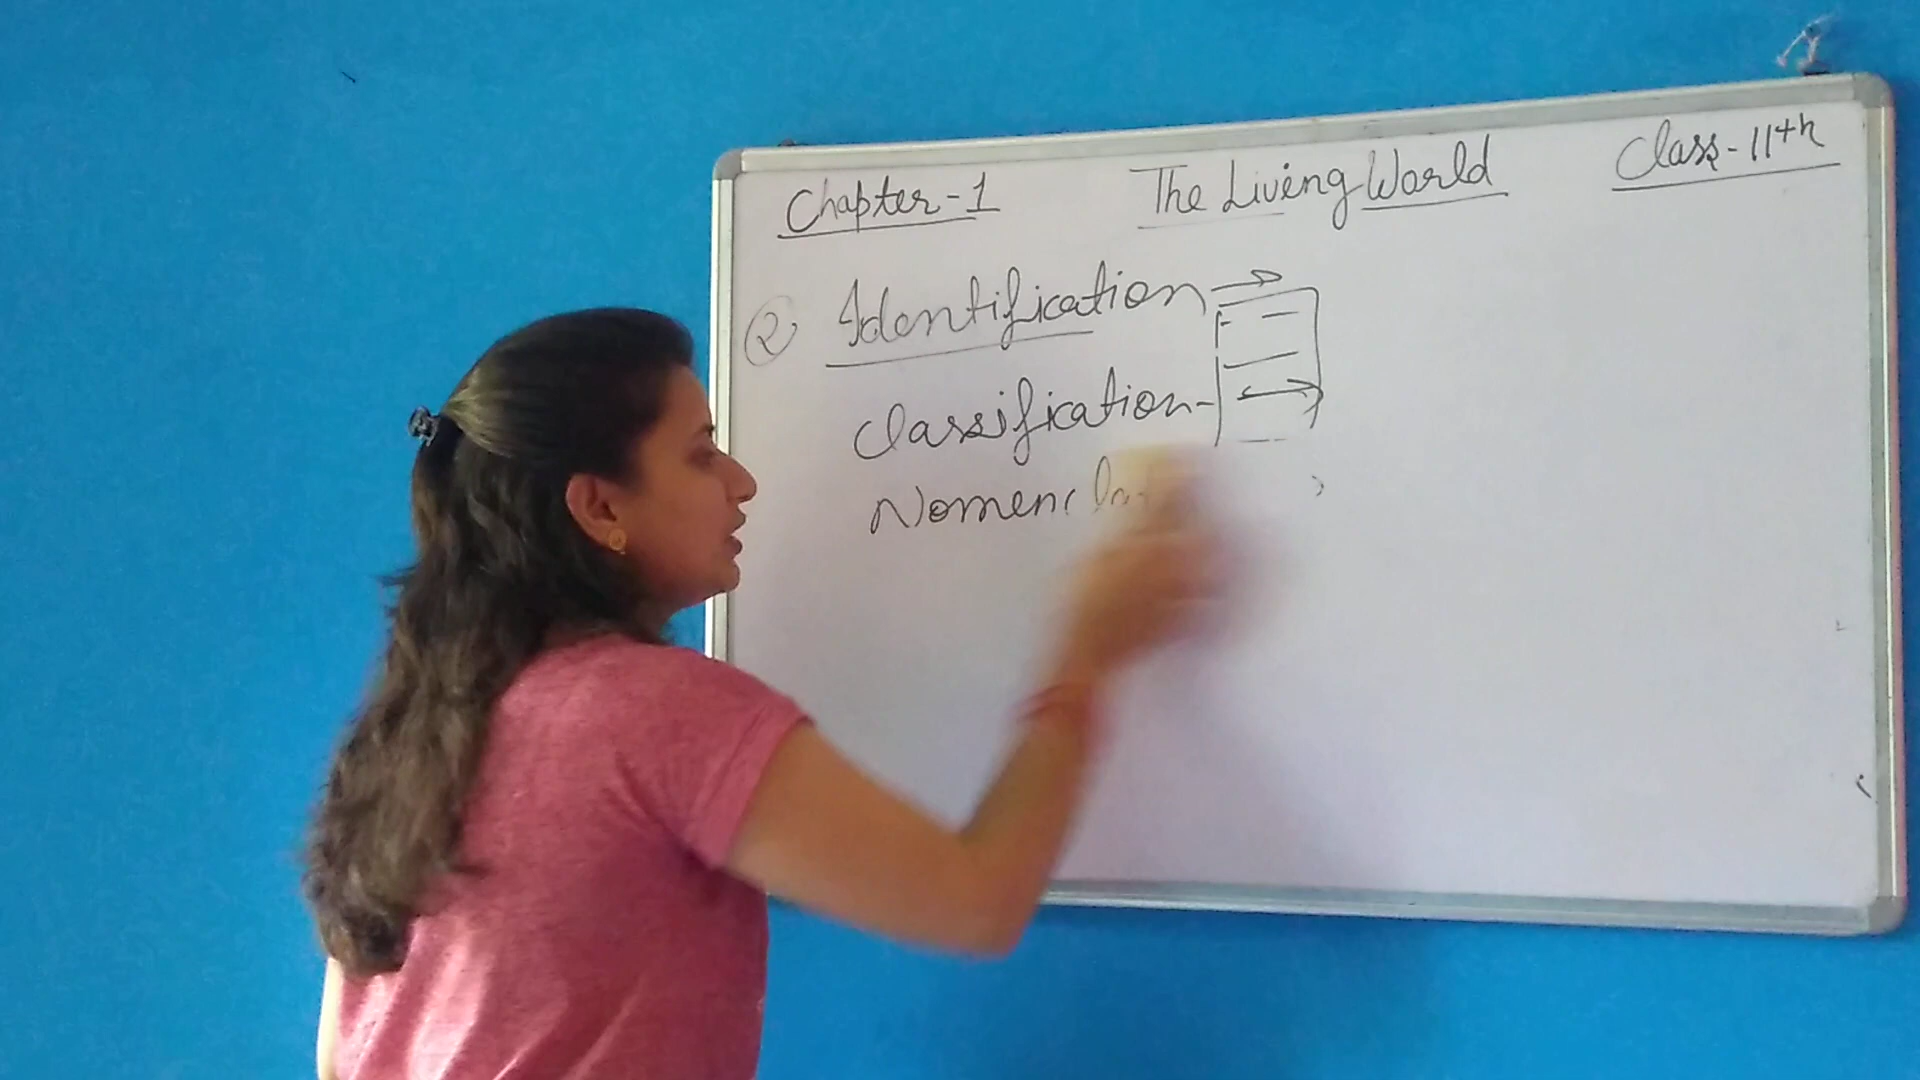 Chapter-1 The Living World Class-11th
② Identification →
Classification-